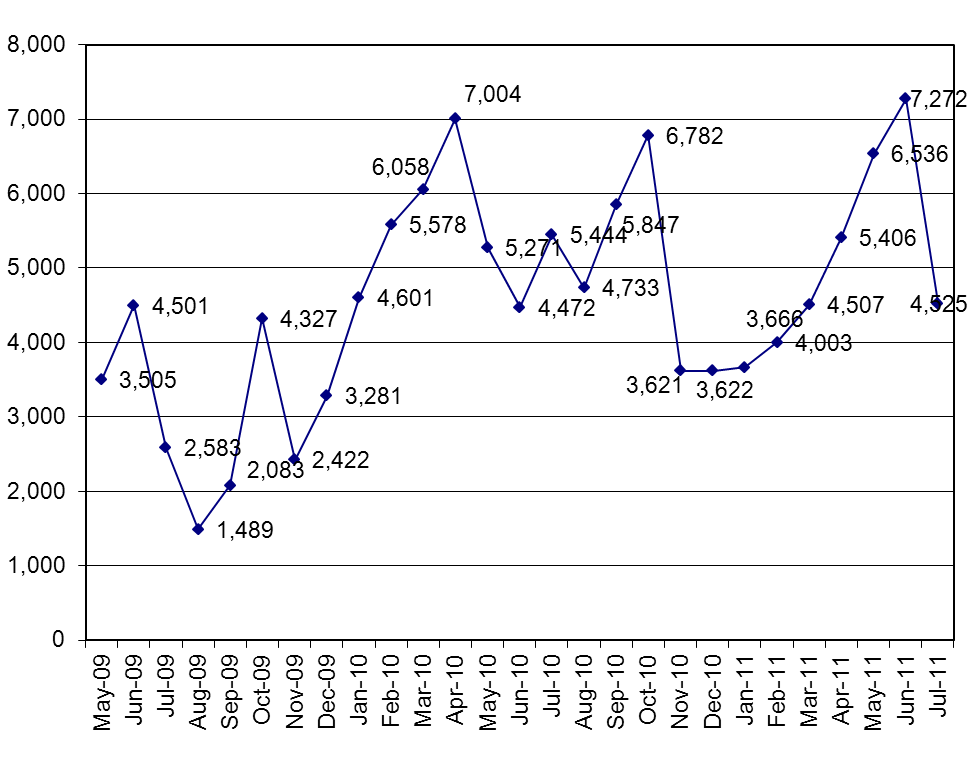 8,000
7,000
6,000
5,000
4,000
3,000
2,000
1,000
0
3,505
4,501
2,583
1,489
2,083
4,327
2,422
3,281
4,601
5,578
6,058
7,004
5,271
4,472
5,444
4,733
5,847
6,782
3,621
3,622
3,666
4,003
4,507
5,406
6,536
7,272
4,525
May-09
Jun-09
Jul-09
Aug-09
Sep-09
Oct-09
Nov-09
Dec-09
Jan-10
Feb-10
Mar-10
Apr-10
May-10
Jun-10
Jul-10
Aug-10
Sep-10
Oct-10
Nov-10
Dec-10
Jan-11
Feb-11
Mar-11
Apr-11
May-11
Jun-11
Jul-11